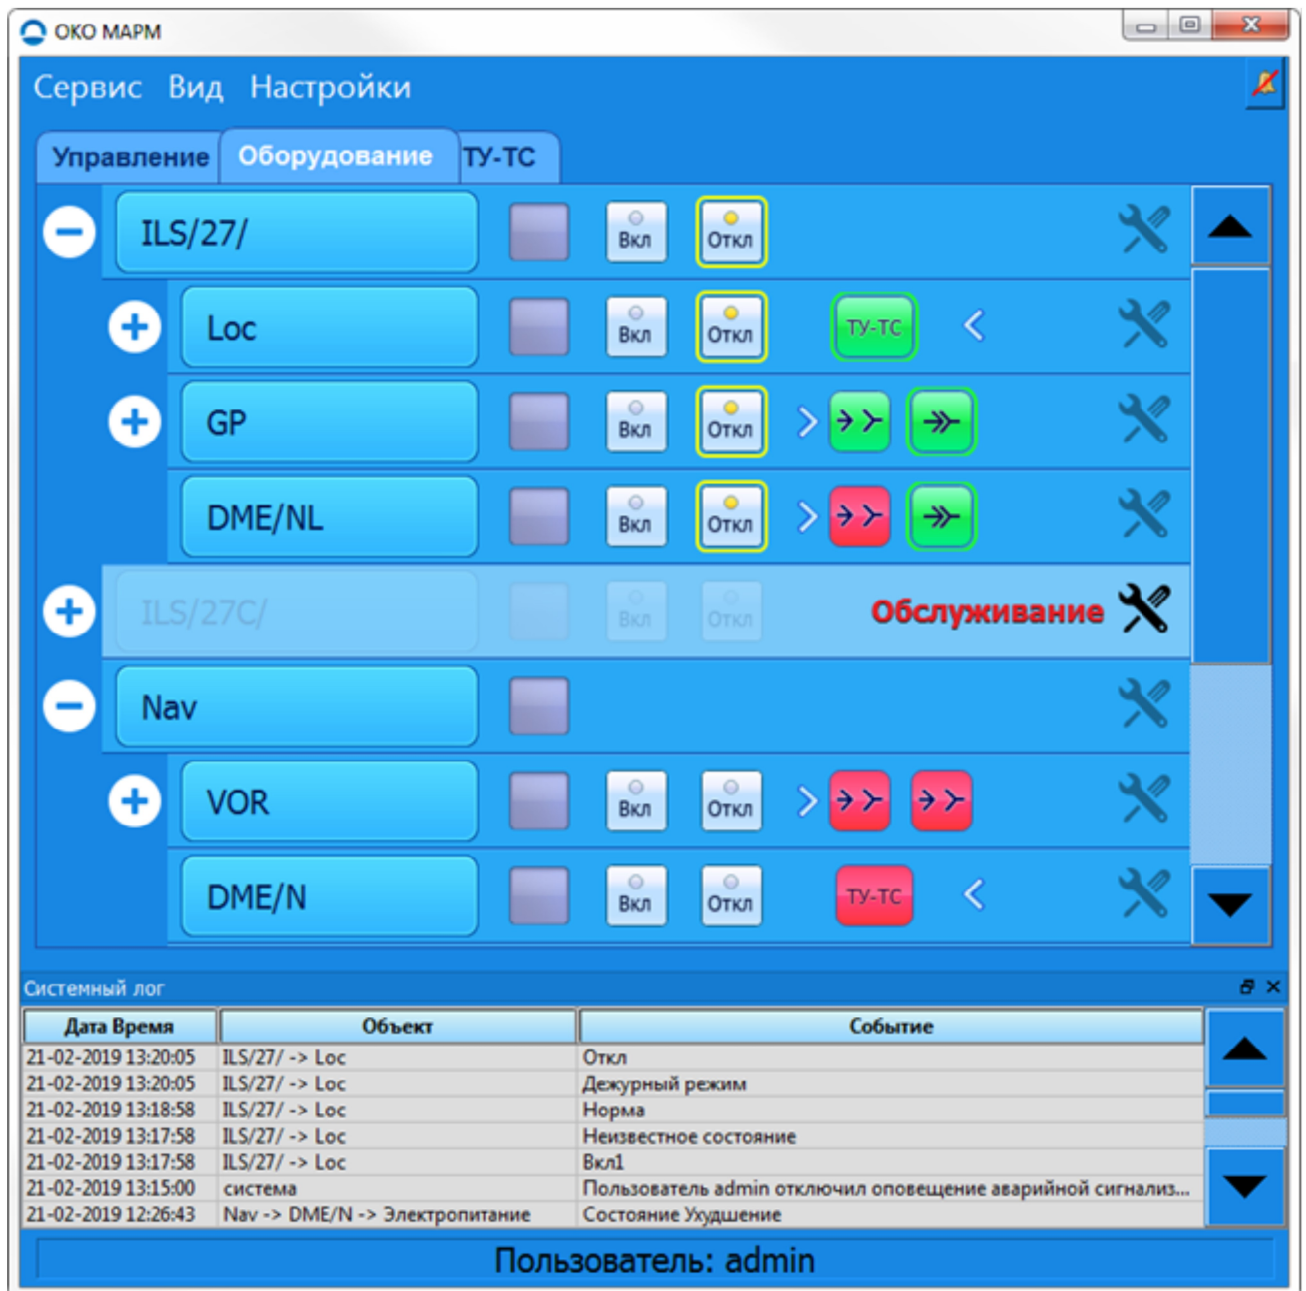 ОКО МАРМ
Сервис Вид Настройки
Управление Оборудование ТУ-ТС
ILS/27/ Вкл Откл
Loc Вкл Откл ТУ-ТС
GP Вкл Откл
DME/NL Вкл Откл
ILS/27C/ Вкл Откл Обслуживание
Nav
VOR Вкл Откл
DME/N Вкл Откл ТУ-ТС
Системный лог
Дата Время Объект Событие
21-02-2019 13:20:05 ILS/27/ -> Loc Откл
21-02-2019 13:20:05 ILS/27/ -> Loc Дежурный режим
21-02-2019 13:18:58 ILS/27/ -> Loc Норма
21-02-2019 13:17:58 ILS/27/ -> Loc Неизвестное состояние
21-02-2019 13:17:58 ILS/27/ -> Loc Вкл1
21-02-2019 13:15:00 система Пользователь admin отключил оповещение аварийной сигнализ...
21-02-2019 12:26:43 Nav -> DME/N -> Электропитание Состояние Ухудшение
Пользователь: admin